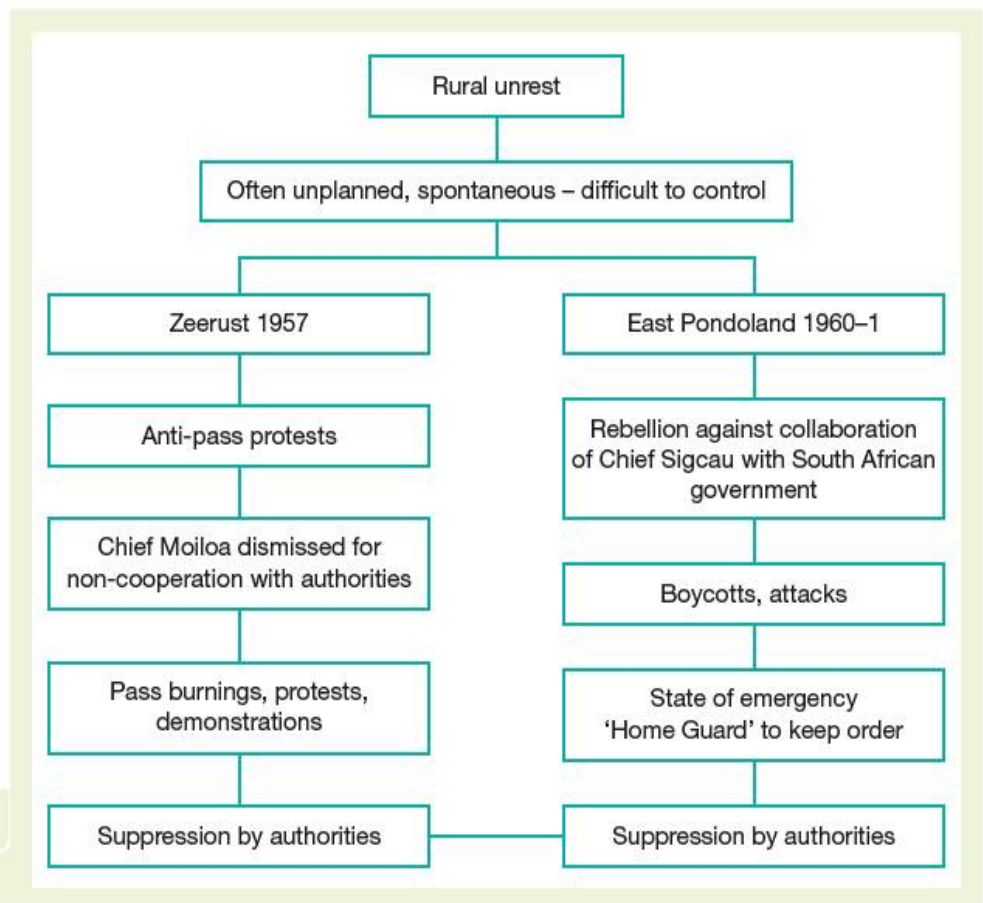 Rural unrest
Often unplanned, spontaneous – difficult to control
Zeerust 1957
Anti-pass protests
Chief Moiloa dismissed for
non-cooperation with authorities
Pass burnings, protests,
demonstrations
Suppression by authorities
East Pondoland 1960–1
Rebellion against collaboration
of Chief Sigcau with South African
government
Boycotts, attacks
State of emergency
‘Home Guard’ to keep order
Suppression by authorities